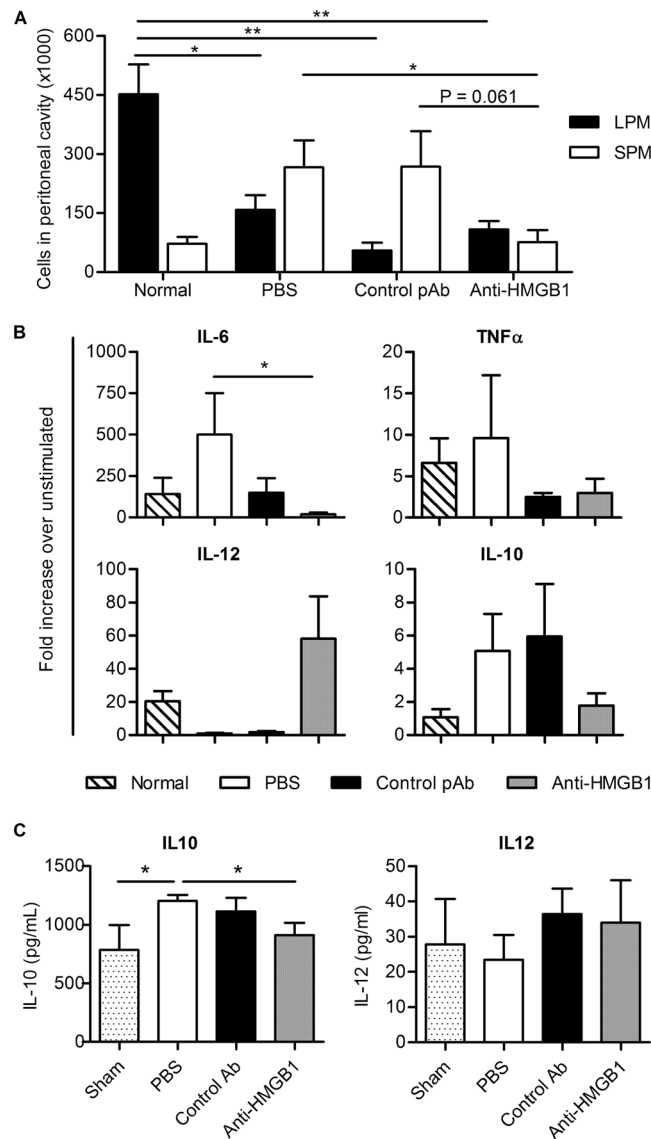 A
Cells in peritoneal cavity (x1000)
600
450
300
150
0
**
**
*
*
P = 0.061
LPM
SPM
Normal PBS Control pAb Anti-HMGB1
B
Fold increase over unstimulated
IL-6
1000
750
500
250
0
*
TNFα
20
15
10
5
0
IL-12
100
80
60
40
20
0
IL-10
10
8
6
4
2
0
Normal PBS Control pAb Anti-HMGB1
C
IL10
IL-10 (pg/mL)
1500
1000
500
0
* *
Sham PBS Control Ab Anti-HMGB1
IL12
IL-12 (pg/ml)
50
40
30
20
10
0
Sham PBS Control Ab Anti-HMGB1